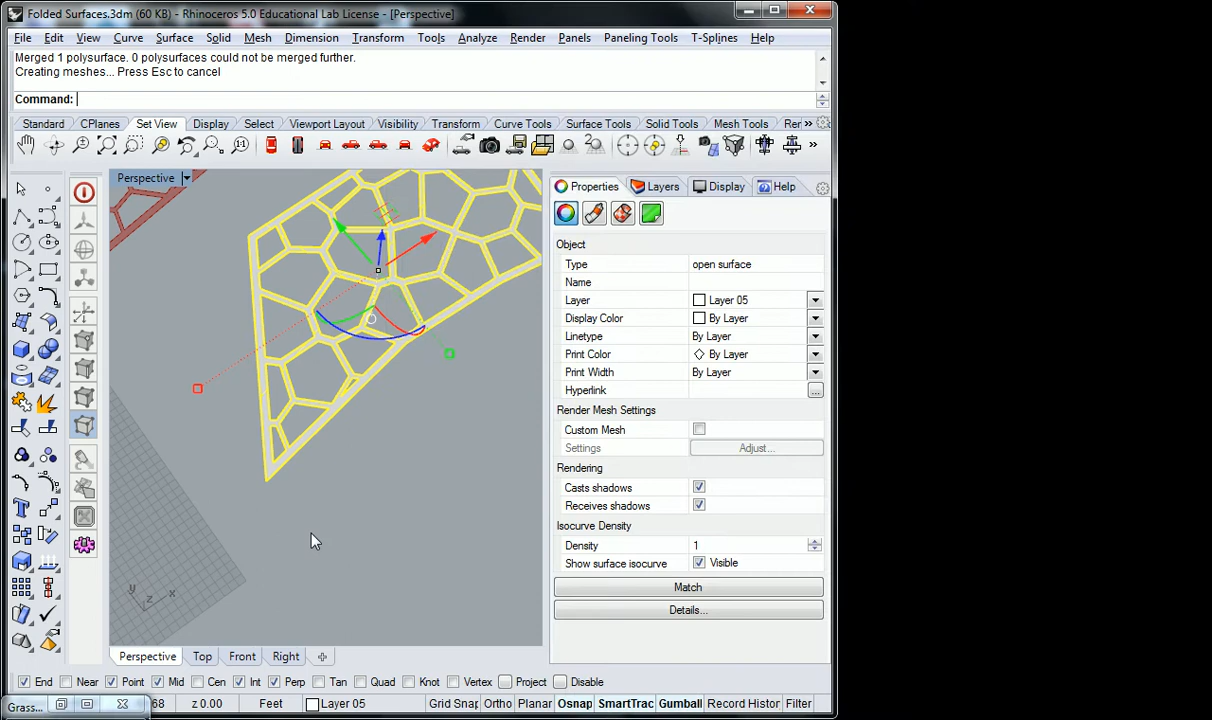 Folded Surfaces.3dm (60 KB) - Rhinoceros 5.0 Educational Lab License - [Perspective]
File Edit View Curve Surface Solid Mesh Dimension Transform Tools Analyze Render Panels Paneling Tools T-Splines Help
Merged 1 polysurface. 0 polysurfaces could not be merged further.
Creating meshes... Press Esc to cancel
Command:
Standard CPlanes Set View Display Select Viewport Layout Visibility Transform Curve Tools Surface Tools Solid Tools Mesh Tools Ren »
Perspective
Properties Layers Display Help
Object
Type open surface
Name
Layer Layer 05
Display Color By Layer
Linetype By Layer
Print Color By Layer
Print Width By Layer
Hyperlink ...
Render Mesh Settings
Custom Mesh
Settings Adjust...
Rendering
Casts shadows
Receives shadows
Isocurve Density
Density 1
Show surface isocurve Visible
Match
Details...
y z x
Perspective Top Front Right
End Near Point Mid Cen Int Perp Tan Quad Knot Vertex Project Disable
Grass... 68 z 0.00 Feet Layer 05 Grid Snap Ortho Planar Osnap SmartTrac Gumball Record Histor Filter